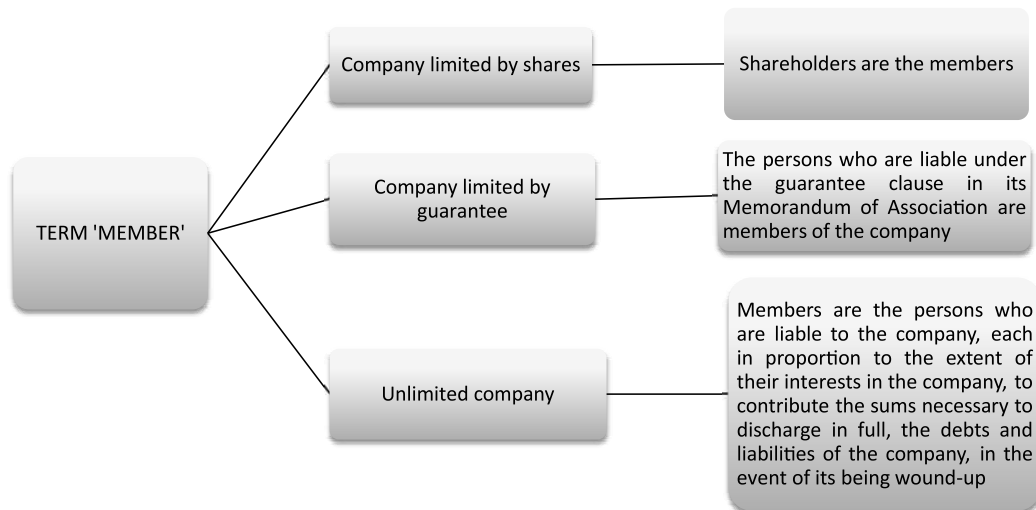 TERM 'MEMBER'
Company limited by shares
Shareholders are the members
Company limited by
guarantee
The persons who are liable under
the guarantee clause in its
Memorandum of Association are
members of the company
Unlimited company
Members are the persons who
are liable to the company, each
in proportion to the extent of
their interests in the company, to
contribute the sums necessary to
discharge in full, the debts and
liabilities of the company, in the
event of its being wound-up